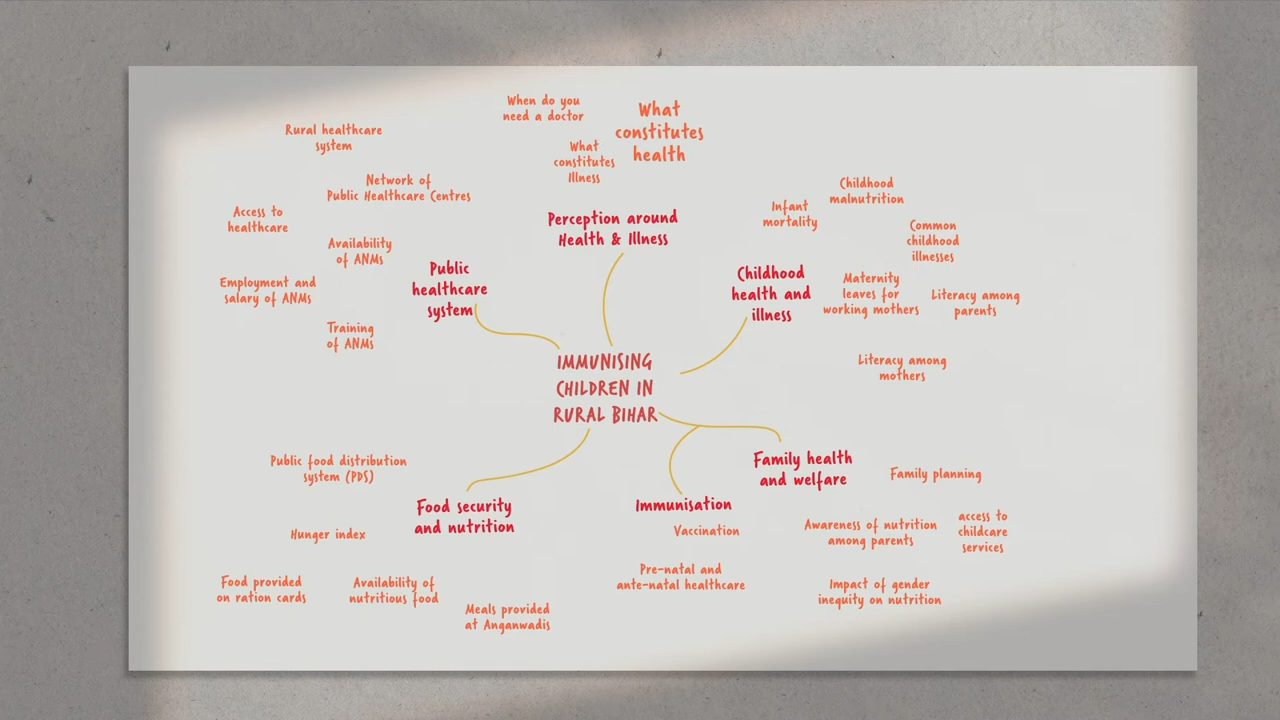 When do you
need a doctor
What
constitutes
health
What
constitutes
Illness
Perception around
Health & Illness
Rural healthcare
system
Network of
Public Healthcare Centres
Access to
healthcare
Availability
of ANMs
Employment and
salary of ANMs
Training
of ANMs
Public
healthcare
system
Childhood
malnutrition
Infant
mortality
Common
childhood
illnesses
Childhood
health and
illness
Maternity
leaves for
working mothers
Literacy among
parents
Literacy among
mothers
IMMUNISING
CHILDREN IN
RURAL BIHAR
Public food distribution
system (PDS)
Food security
and nutrition
Hunger index
Food provided
on ration cards
Availability of
nutritious food
Meals provided
at Anganwadis
Immunisation
Vaccination
Pre-natal and
ante-natal healthcare
Family health
and welfare
Family planning
Awareness of nutrition
among parents
access to
childcare
services
Impact of gender
inequity on nutrition